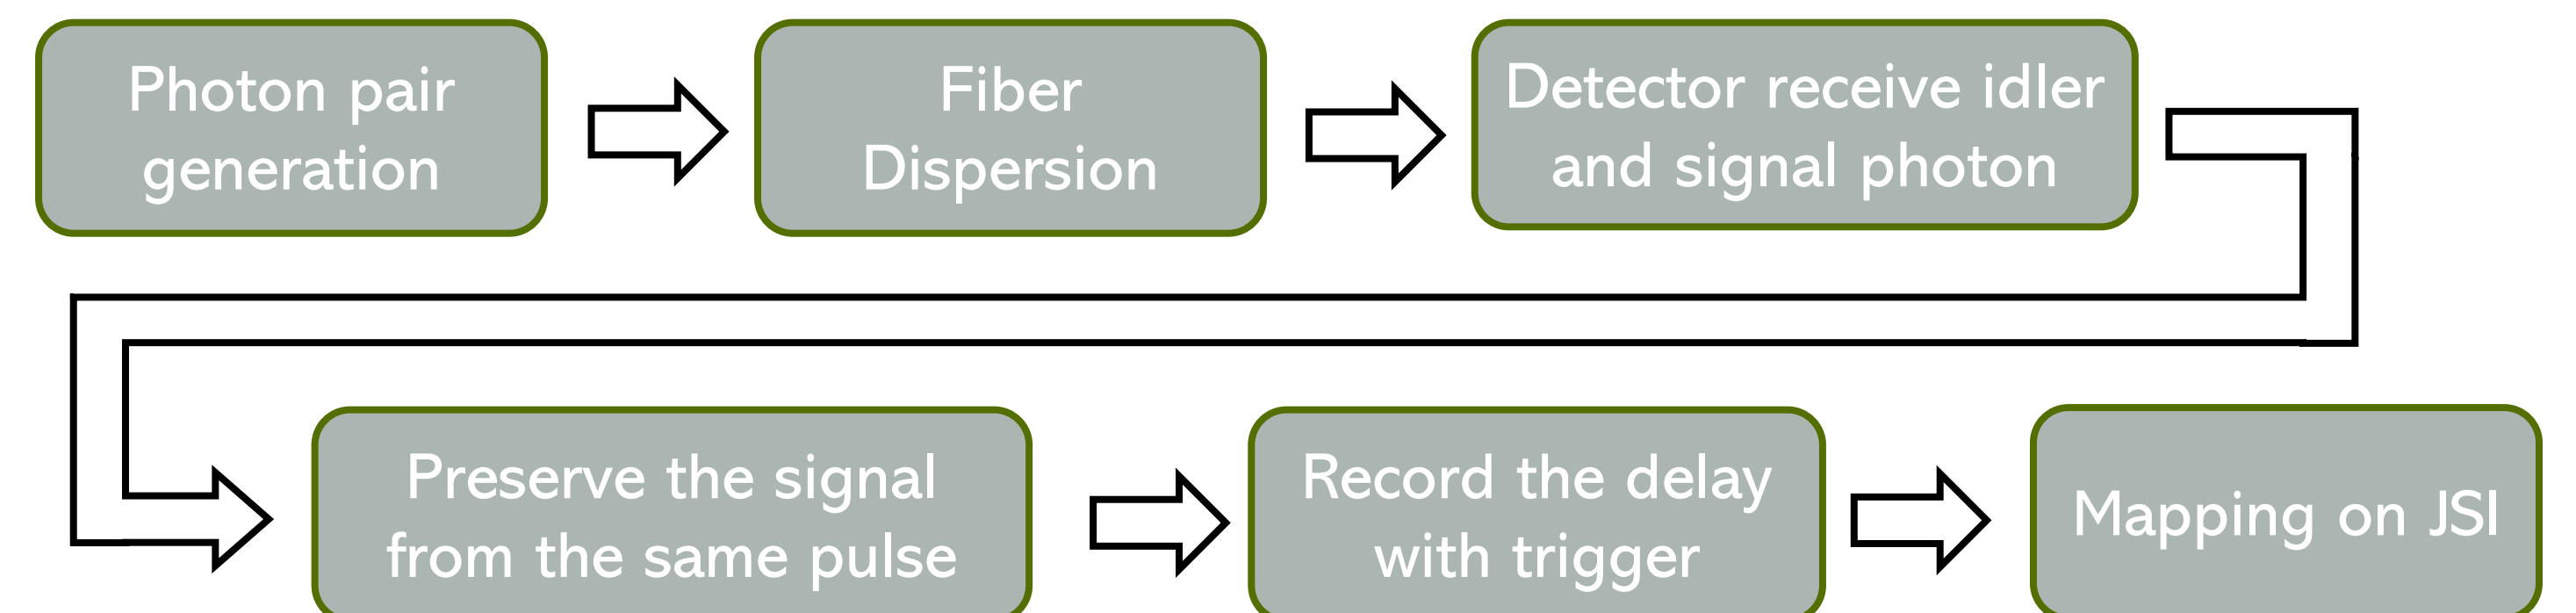 Photon pair
generation
Fiber
Dispersion
Detector receive idler
and signal photon
Preserve the signal
from the same pulse
Record the delay
with trigger
Mapping on JSI